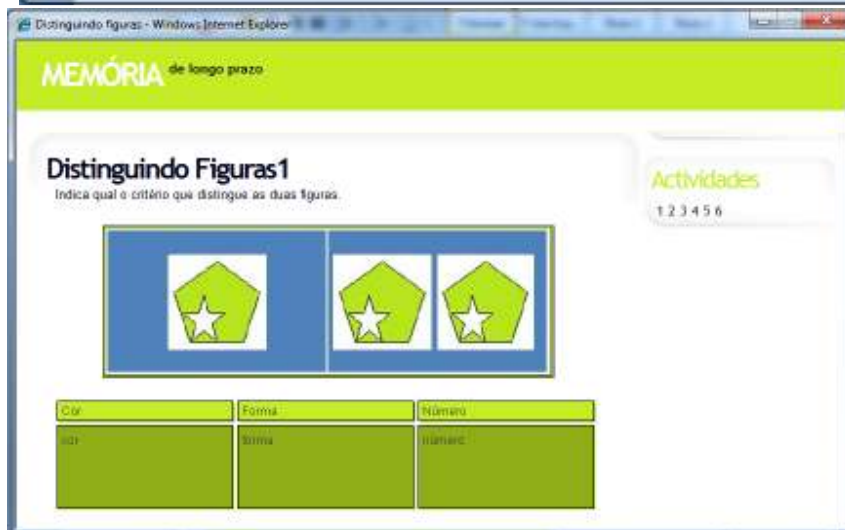 Distinguindo figuras - Windows Internet Explorer
MEMÓRIA de longo prazo
Distinguindo Figuras1
Indica qual o critério que distingue as duas figuras.
Actividades
1 2 3 4 5 6
Cor Forma Número
cor forma número